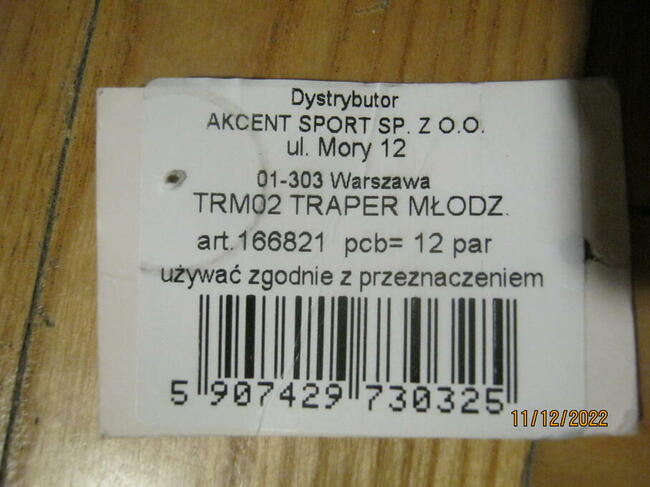 Dystrybutor
AKCENT SPORT SP. Z O.O.
ul. Mory 12
01-303 Warszawa
TRM02 TRAPER MŁODZ.
art.166821 pcb= 12 par
używać zgodnie z przeznaczeniem
5 907429 730325
11/12/2022